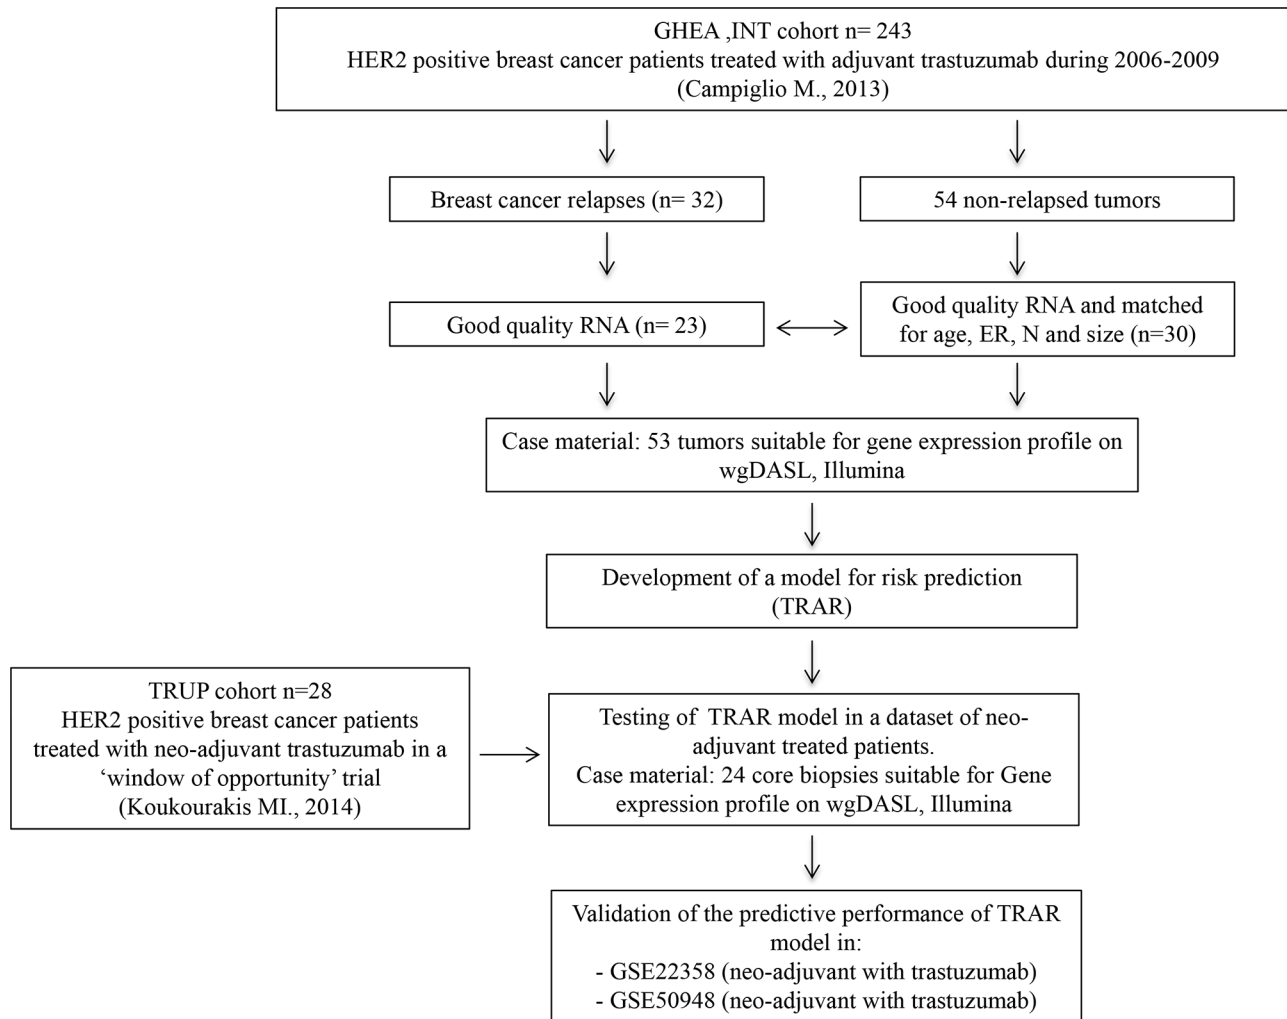 GHEA ,INT cohort n= 243
HER2 positive breast cancer patients treated with adjuvant trastuzumab during 2006-2009
(Campiglio M., 2013)
Breast cancer relapses (n= 32)
54 non-relapsed tumors
Good quality RNA (n= 23)
Good quality RNA and matched
for age, ER, N and size (n=30)
Case material: 53 tumors suitable for gene expression profile on
wgDASL, Illumina
Development of a model for risk prediction
(TRAR)
TRUP cohort n=28
HER2 positive breast cancer patients
treated with neo-adjuvant trastuzumab in a
‘window of opportunity’ trial
(Koukourakis MI., 2014)
Testing of TRAR model in a dataset of neo-
adjuvant treated patients.
Case material: 24 core biopsies suitable for Gene
expression profile on wgDASL, Illumina
Validation of the predictive performance of TRAR
model in:
- GSE22358 (neo-adjuvant with trastuzumab)
- GSE50948 (neo-adjuvant with trastuzumab)